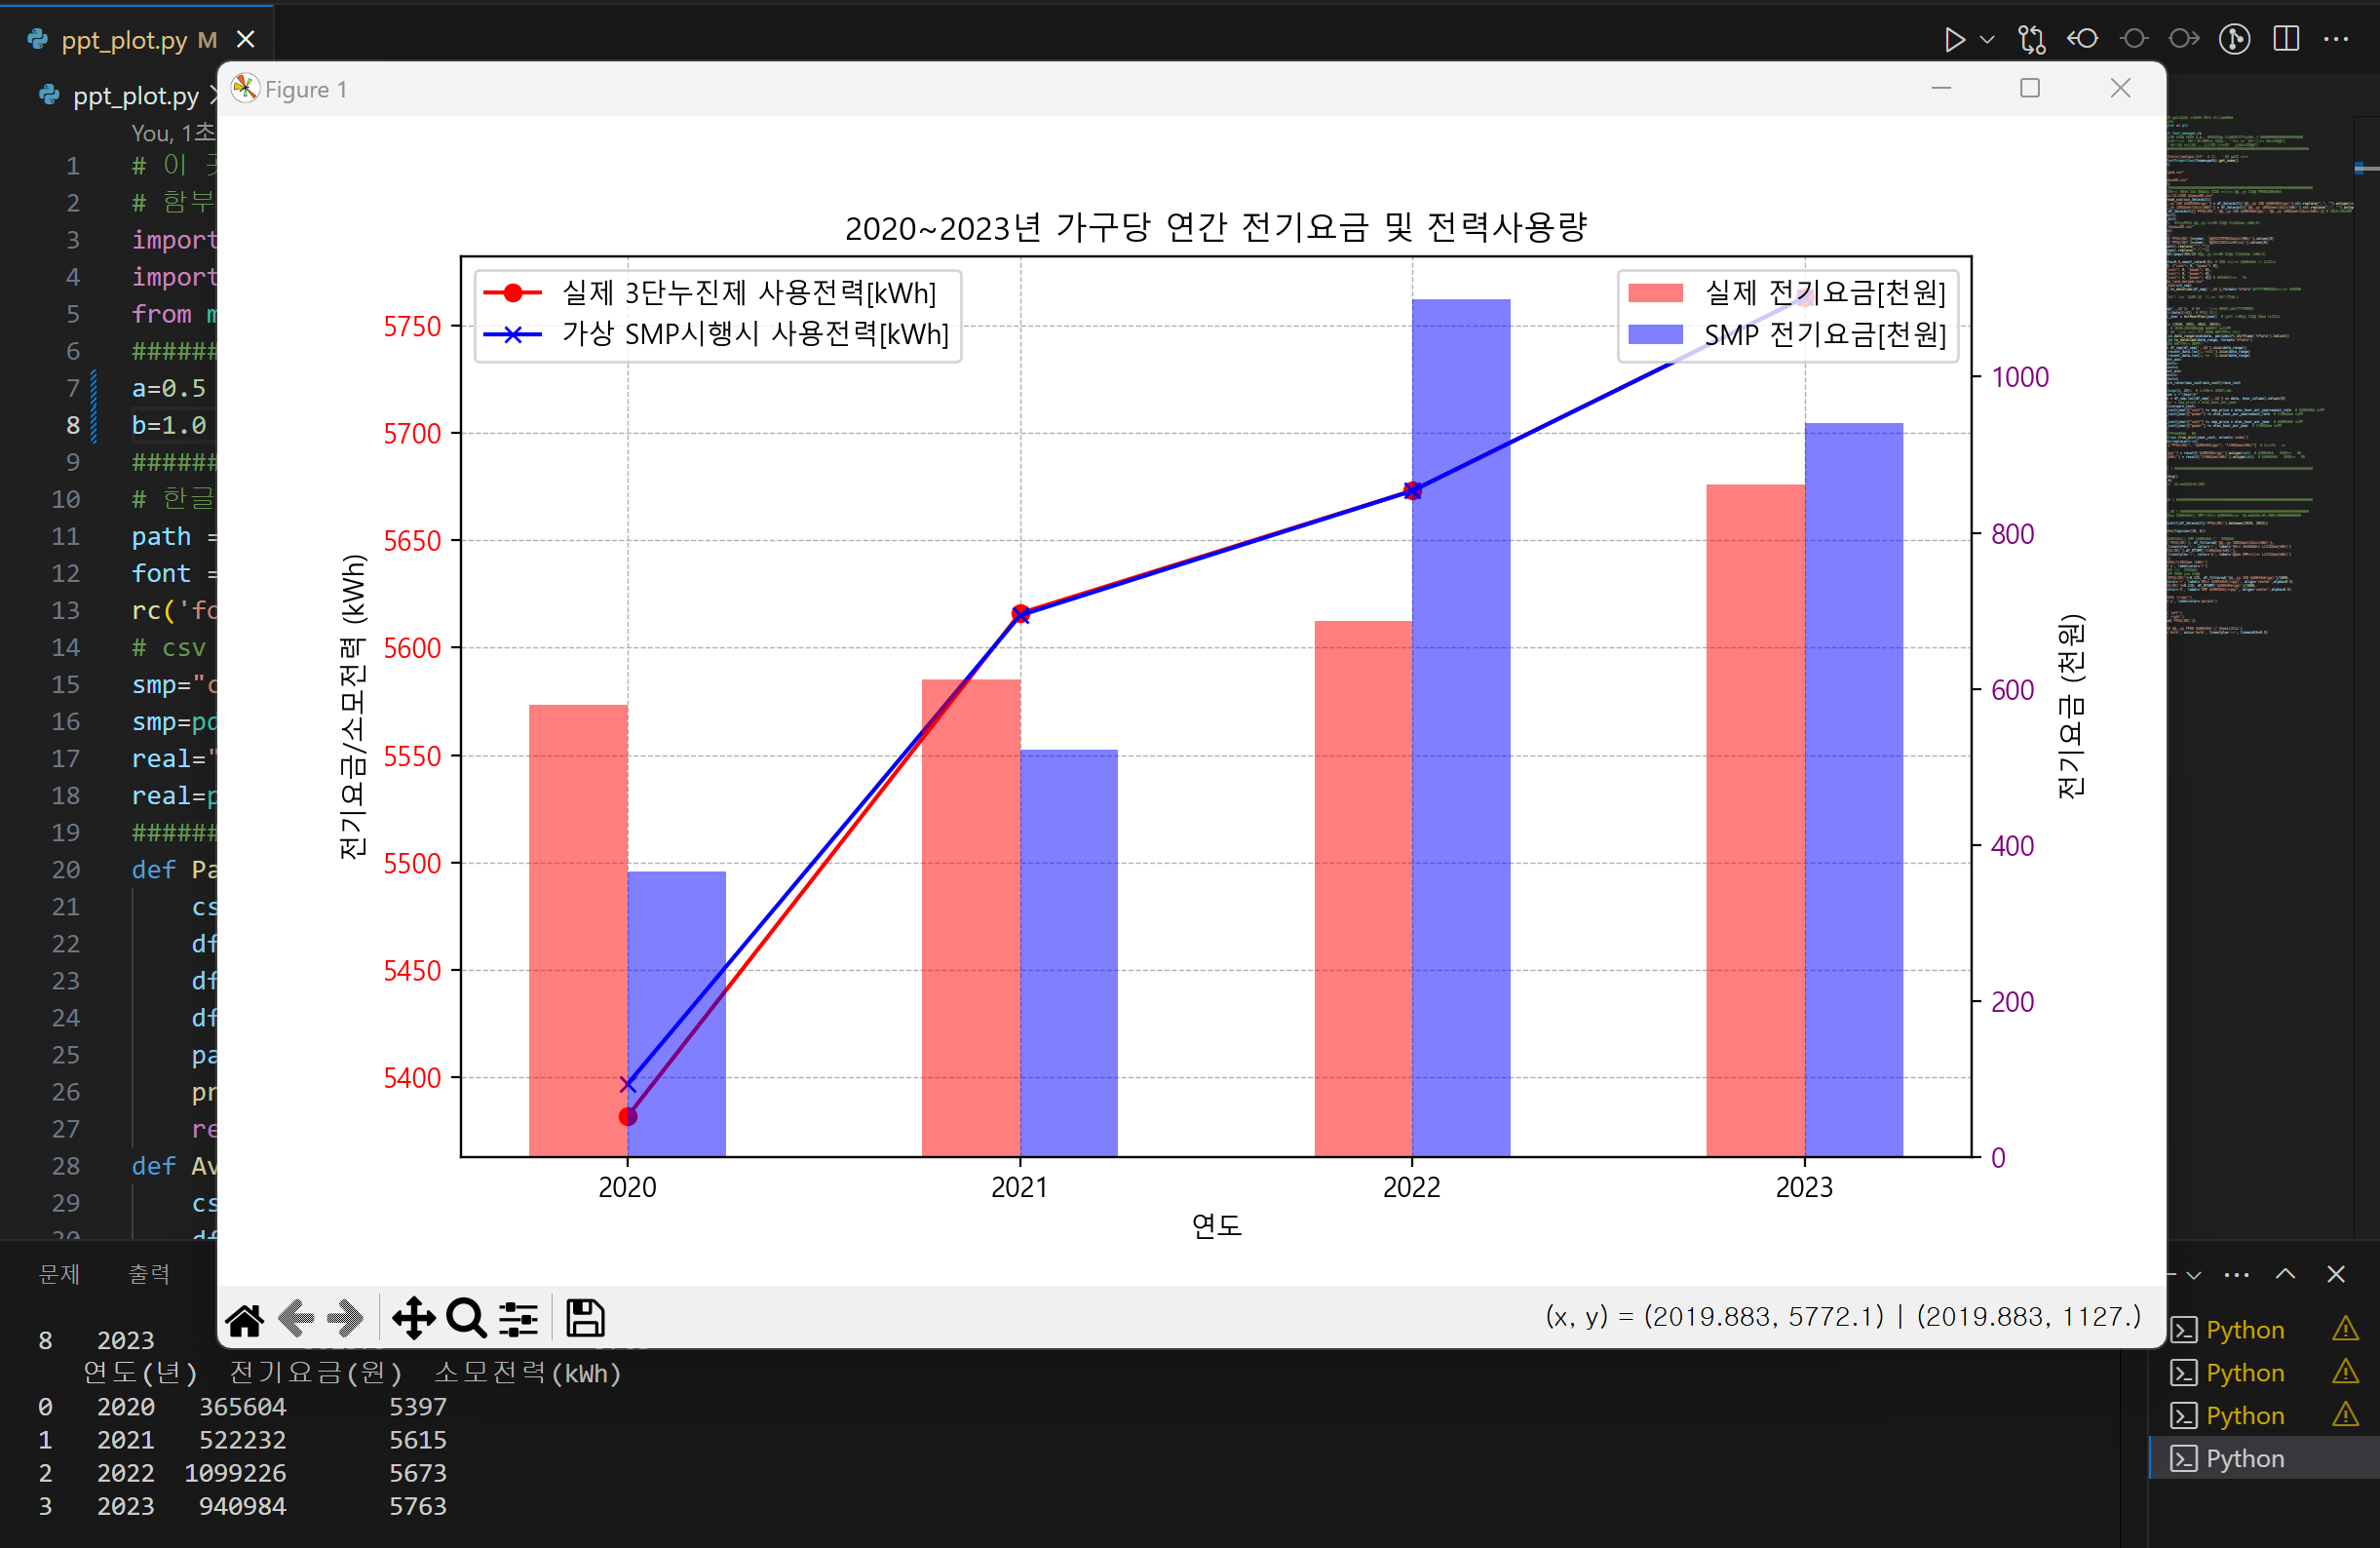 ppt_plot.py M
ppt_plot.py
You, 1초
1 # 이
2 # 함부
3 import
4 import
5 from
6 #######
7 a=0.5
8 b=1.0
9 #######
10 # 한글
11 path =
12 font =
13 rc('fo
14 # csv
15 smp="c
16 smp=pd
17 real="
18 real=p
19 #######
20 def Pa
21 cs
22 df
23 df
24 df
25 pa
26 pr
27 re
28 def Av
29 cs
30 df
Figure 1
2020~2023년 가구당 연간 전기요금 및 전력사용량
실제 3단누진제 사용전력[kWh]
가상 SMP시행시 사용전력[kWh]
실제 전기요금[천원]
SMP 전기요금[천원]
전기요금/소모전력 (kWh)
5750
5700
5650
5600
5550
5500
5450
5400
1000
800
600
400
200
0
전기요금 (천원)
2020 2021 2022 2023
연도
(x, y) = (2019.883, 5772.1) | (2019.883, 1127.)
문제 출력
8 2023
연도(년) 전기요금(원) 소모전력(kWh)
0 2020 365604 5397
1 2021 522232 5615
2 2022 1099226 5673
3 2023 940984 5763
Python
Python
Python
Python